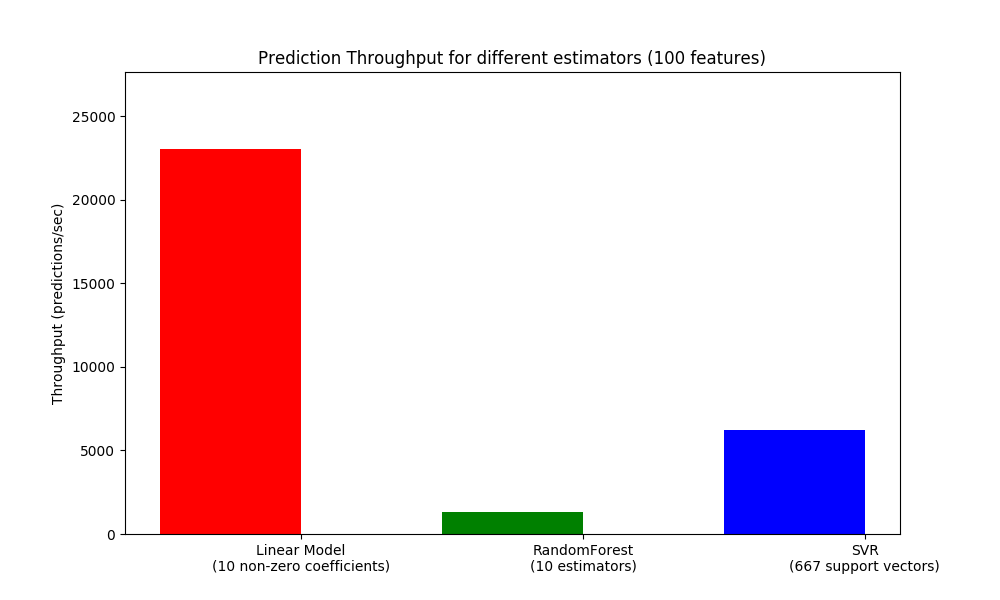 Prediction Throughput for different estimators (100 features)
Throughput (predictions/sec)
25000
20000
15000
10000
5000
0
Linear Model
(10 non-zero coefficients)
RandomForest
(10 estimators)
SVR
(667 support vectors)